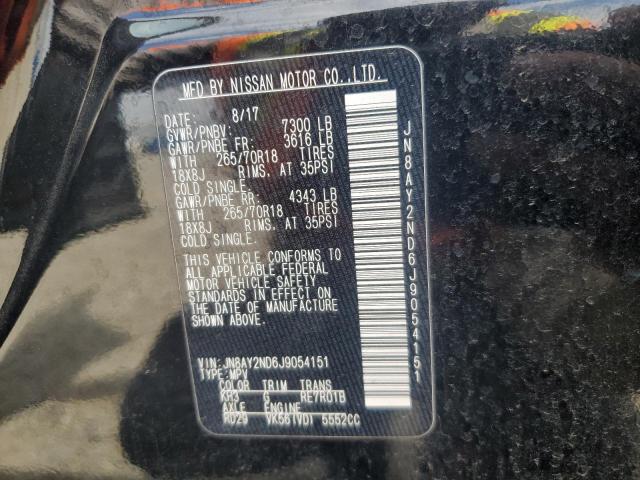 MFD BY NISSAN MOTOR CO.,LTD.
DATE: 8/17
GVWR/PNBV: 7300 LB
GAWR/PNBE FR: 3616 LB
WITH 265/70R18 TIRES
18X8J RIMS, AT 35PSI
COLD SINGLE.
GAWR/PNBE RR: 4343 LB
WITH 265/70R18 TIRES
18X8J RIMS, AT 35PSI
COLD SINGLE.
THIS VEHICLE CONFORMS TO
ALL APPLICABLE FEDERAL
MOTOR VEHICLE SAFETY
STANDARDS IN EFFECT ON
THE DATE OF MANUFACTURE
SHOWN ABOVE.
VIN: JN8AY2ND6J9054151
TYPE: MPV
COLOR TRIM TRANS
KH3 G RE7R01B
AXLE ENGINE
RD29 VK56(VD) 5552CC
JN8AY2ND6J9054151